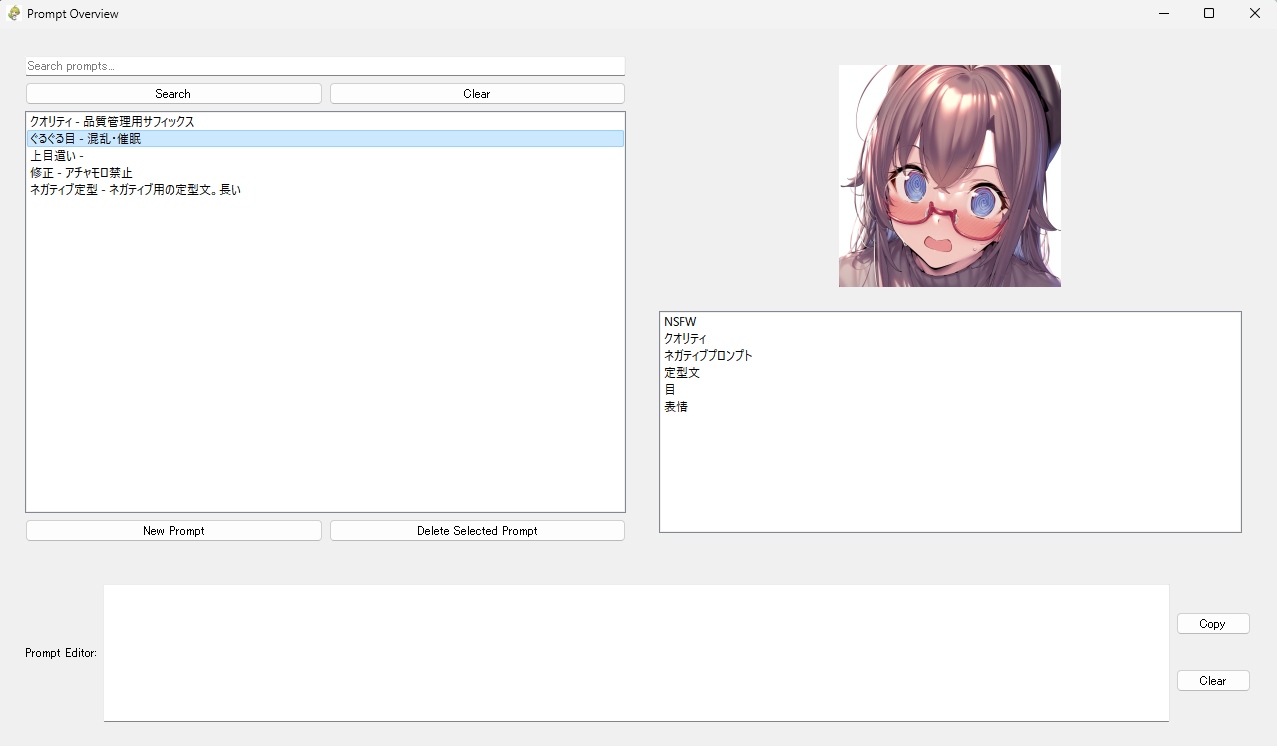 Prompt Overview
Search prompts...
Search
Clear
クオリティ - 品質管理用サフィックス
ぐるぐる目 - 混乱・催眠
上目遣い -
修正 - アチャモロ禁止
ネガティブ定型 - ネガティブ用の定型文。長い
New Prompt
Delete Selected Prompt
NSFW
クオリティ
ネガティブプロンプト
定型文
目
表情
Prompt Editor:
Copy
Clear